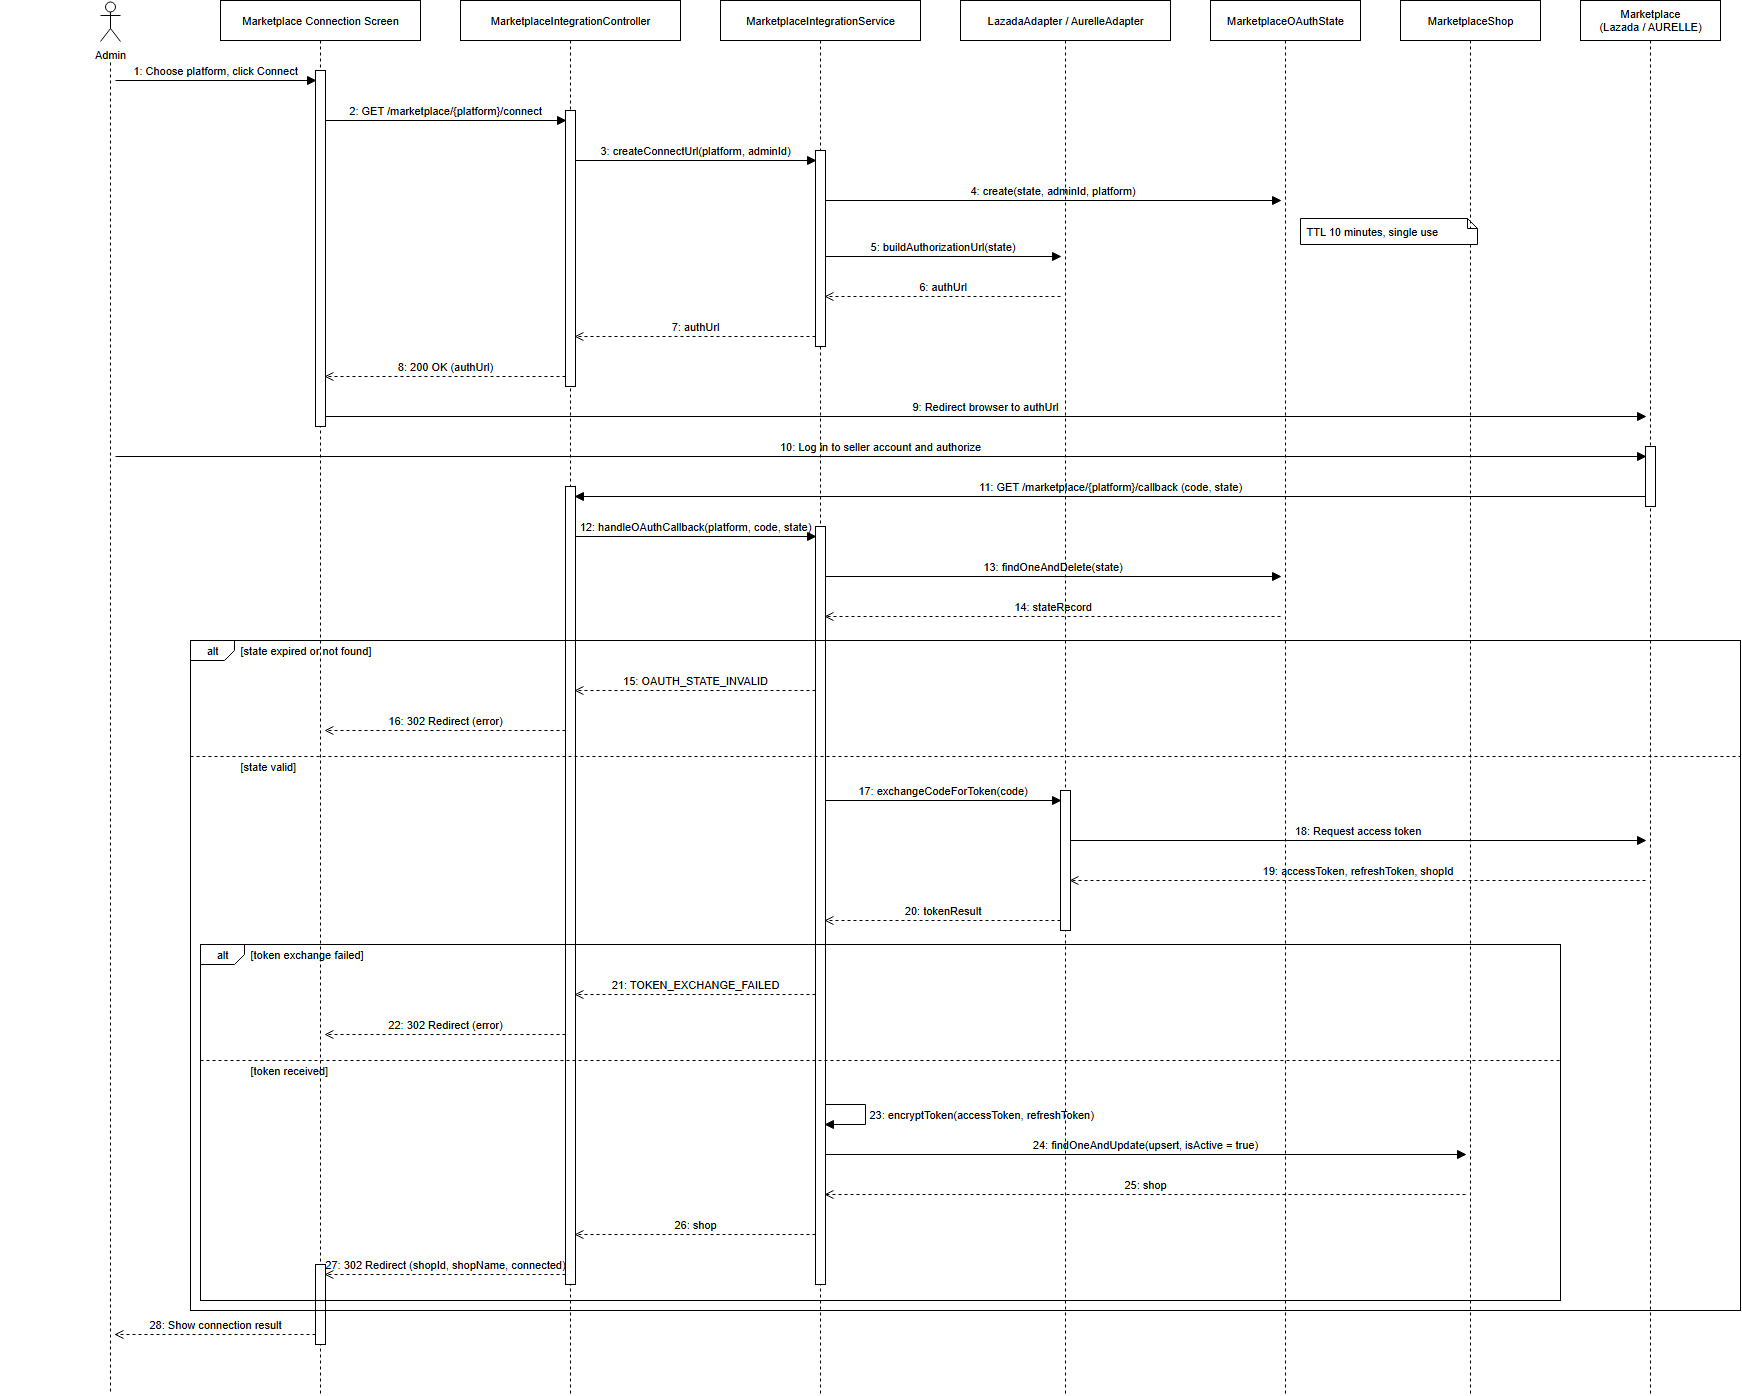 Admin
Marketplace Connection Screen
MarketplaceIntegrationController
MarketplaceIntegrationService
LazadaAdapter / AurelleAdapter
MarketplaceOAuthState
MarketplaceShop
Marketplace
(Lazada / AURELLE)
1: Choose platform, click Connect
2: GET /marketplace/{platform}/connect
3: createConnectUrl(platform, adminId)
4: create(state, adminId, platform)
TTL 10 minutes, single use
5: buildAuthorizationUrl(state)
6: authUrl
7: authUrl
8: 200 OK (authUrl)
9: Redirect browser to authUrl
10: Log in to seller account and authorize
11: GET /marketplace/{platform}/callback (code, state)
12: handleOAuthCallback(platform, code, state)
13: findOneAndDelete(state)
14: stateRecord
alt
[state expired or not found]
15: OAUTH_STATE_INVALID
16: 302 Redirect (error)
[state valid]
17: exchangeCodeForToken(code)
18: Request access token
19: accessToken, refreshToken, shopId
20: tokenResult
alt
[token exchange failed]
21: TOKEN_EXCHANGE_FAILED
22: 302 Redirect (error)
[token received]
23: encryptToken(accessToken, refreshToken)
24: findOneAndUpdate(upsert, isActive = true)
25: shop
26: shop
27: 302 Redirect (shopId, shopName, connected)
28: Show connection result